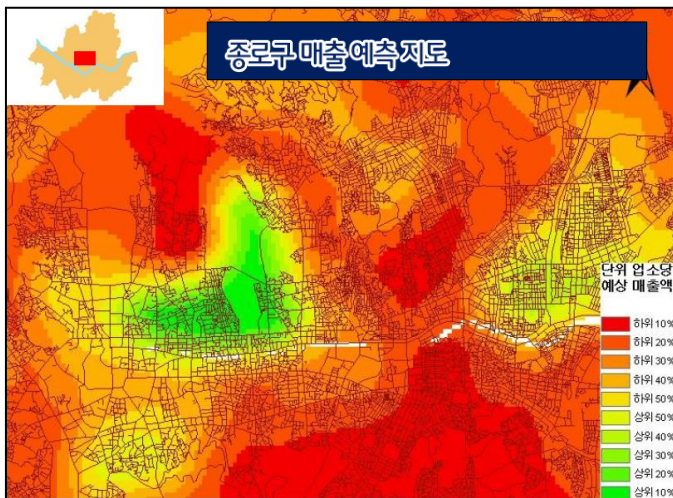 종로구 매출 예측 지도
단위 업소당
예상 매출액
하위 10%
하위 20%
하위 30%
하위 40%
하위 50%
상위 50%
상위 40%
상위 30%
상위 20%
상위 10%